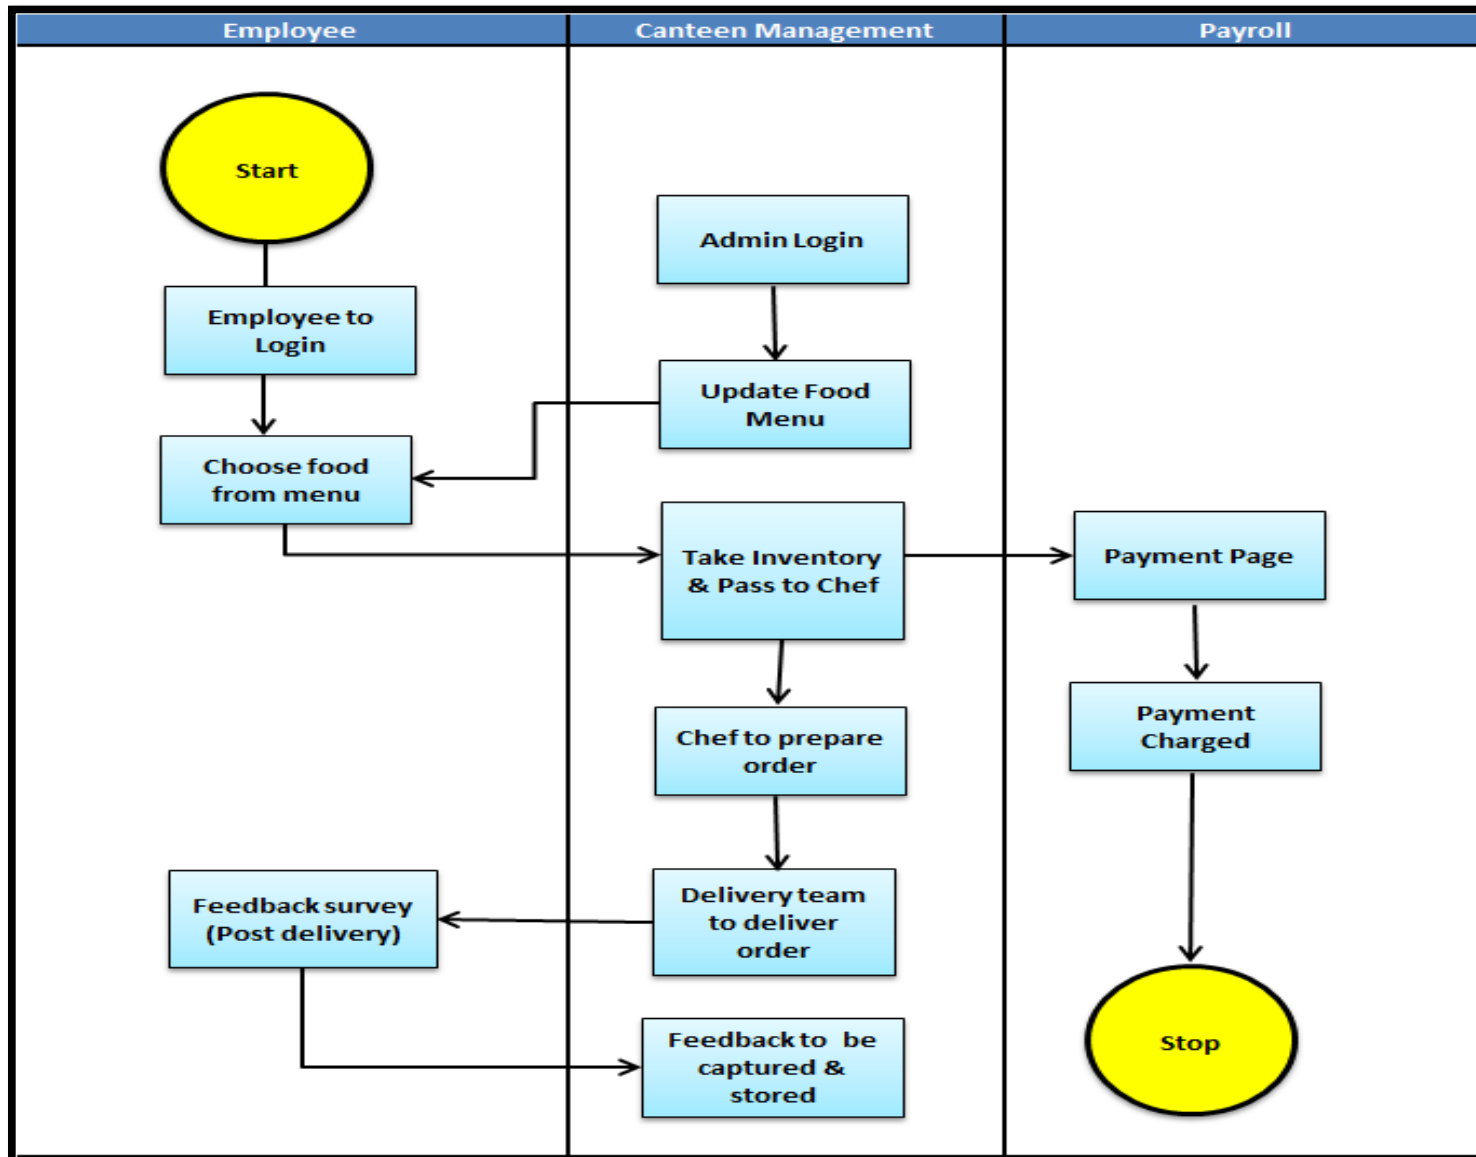 Employee
Canteen Management
Payroll
Start
Admin Login
Employee to
Login
Update Food
Menu
Choose food
from menu
Take Inventory
& Pass to Chef
Payment Page
Chef to prepare
order
Payment
Charged
Delivery team
to deliver
order
Feedback survey
(Post delivery)
Feedback to be
captured &
stored
Stop